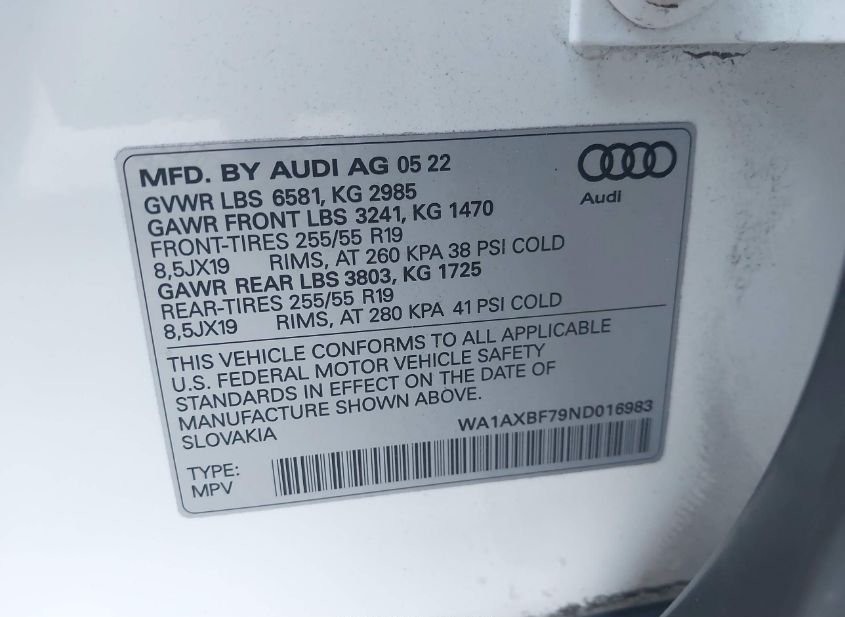 MFD. BY AUDI AG 05 22
GVWR LBS 6581, KG 2985
GAWR FRONT LBS 3241, KG 1470
FRONT-TIRES 255/55 R19
8,5JX19 RIMS, AT 260 KPA 38 PSI COLD
GAWR REAR LBS 3803, KG 1725
REAR-TIRES 255/55 R19
8,5JX19 RIMS, AT 280 KPA 41 PSI COLD
Audi
THIS VEHICLE CONFORMS TO ALL APPLICABLE
U.S. FEDERAL MOTOR VEHICLE SAFETY
STANDARDS IN EFFECT ON THE DATE OF
MANUFACTURE SHOWN ABOVE.
SLOVAKIA
WA1AXBF79ND016983
TYPE:
MPV